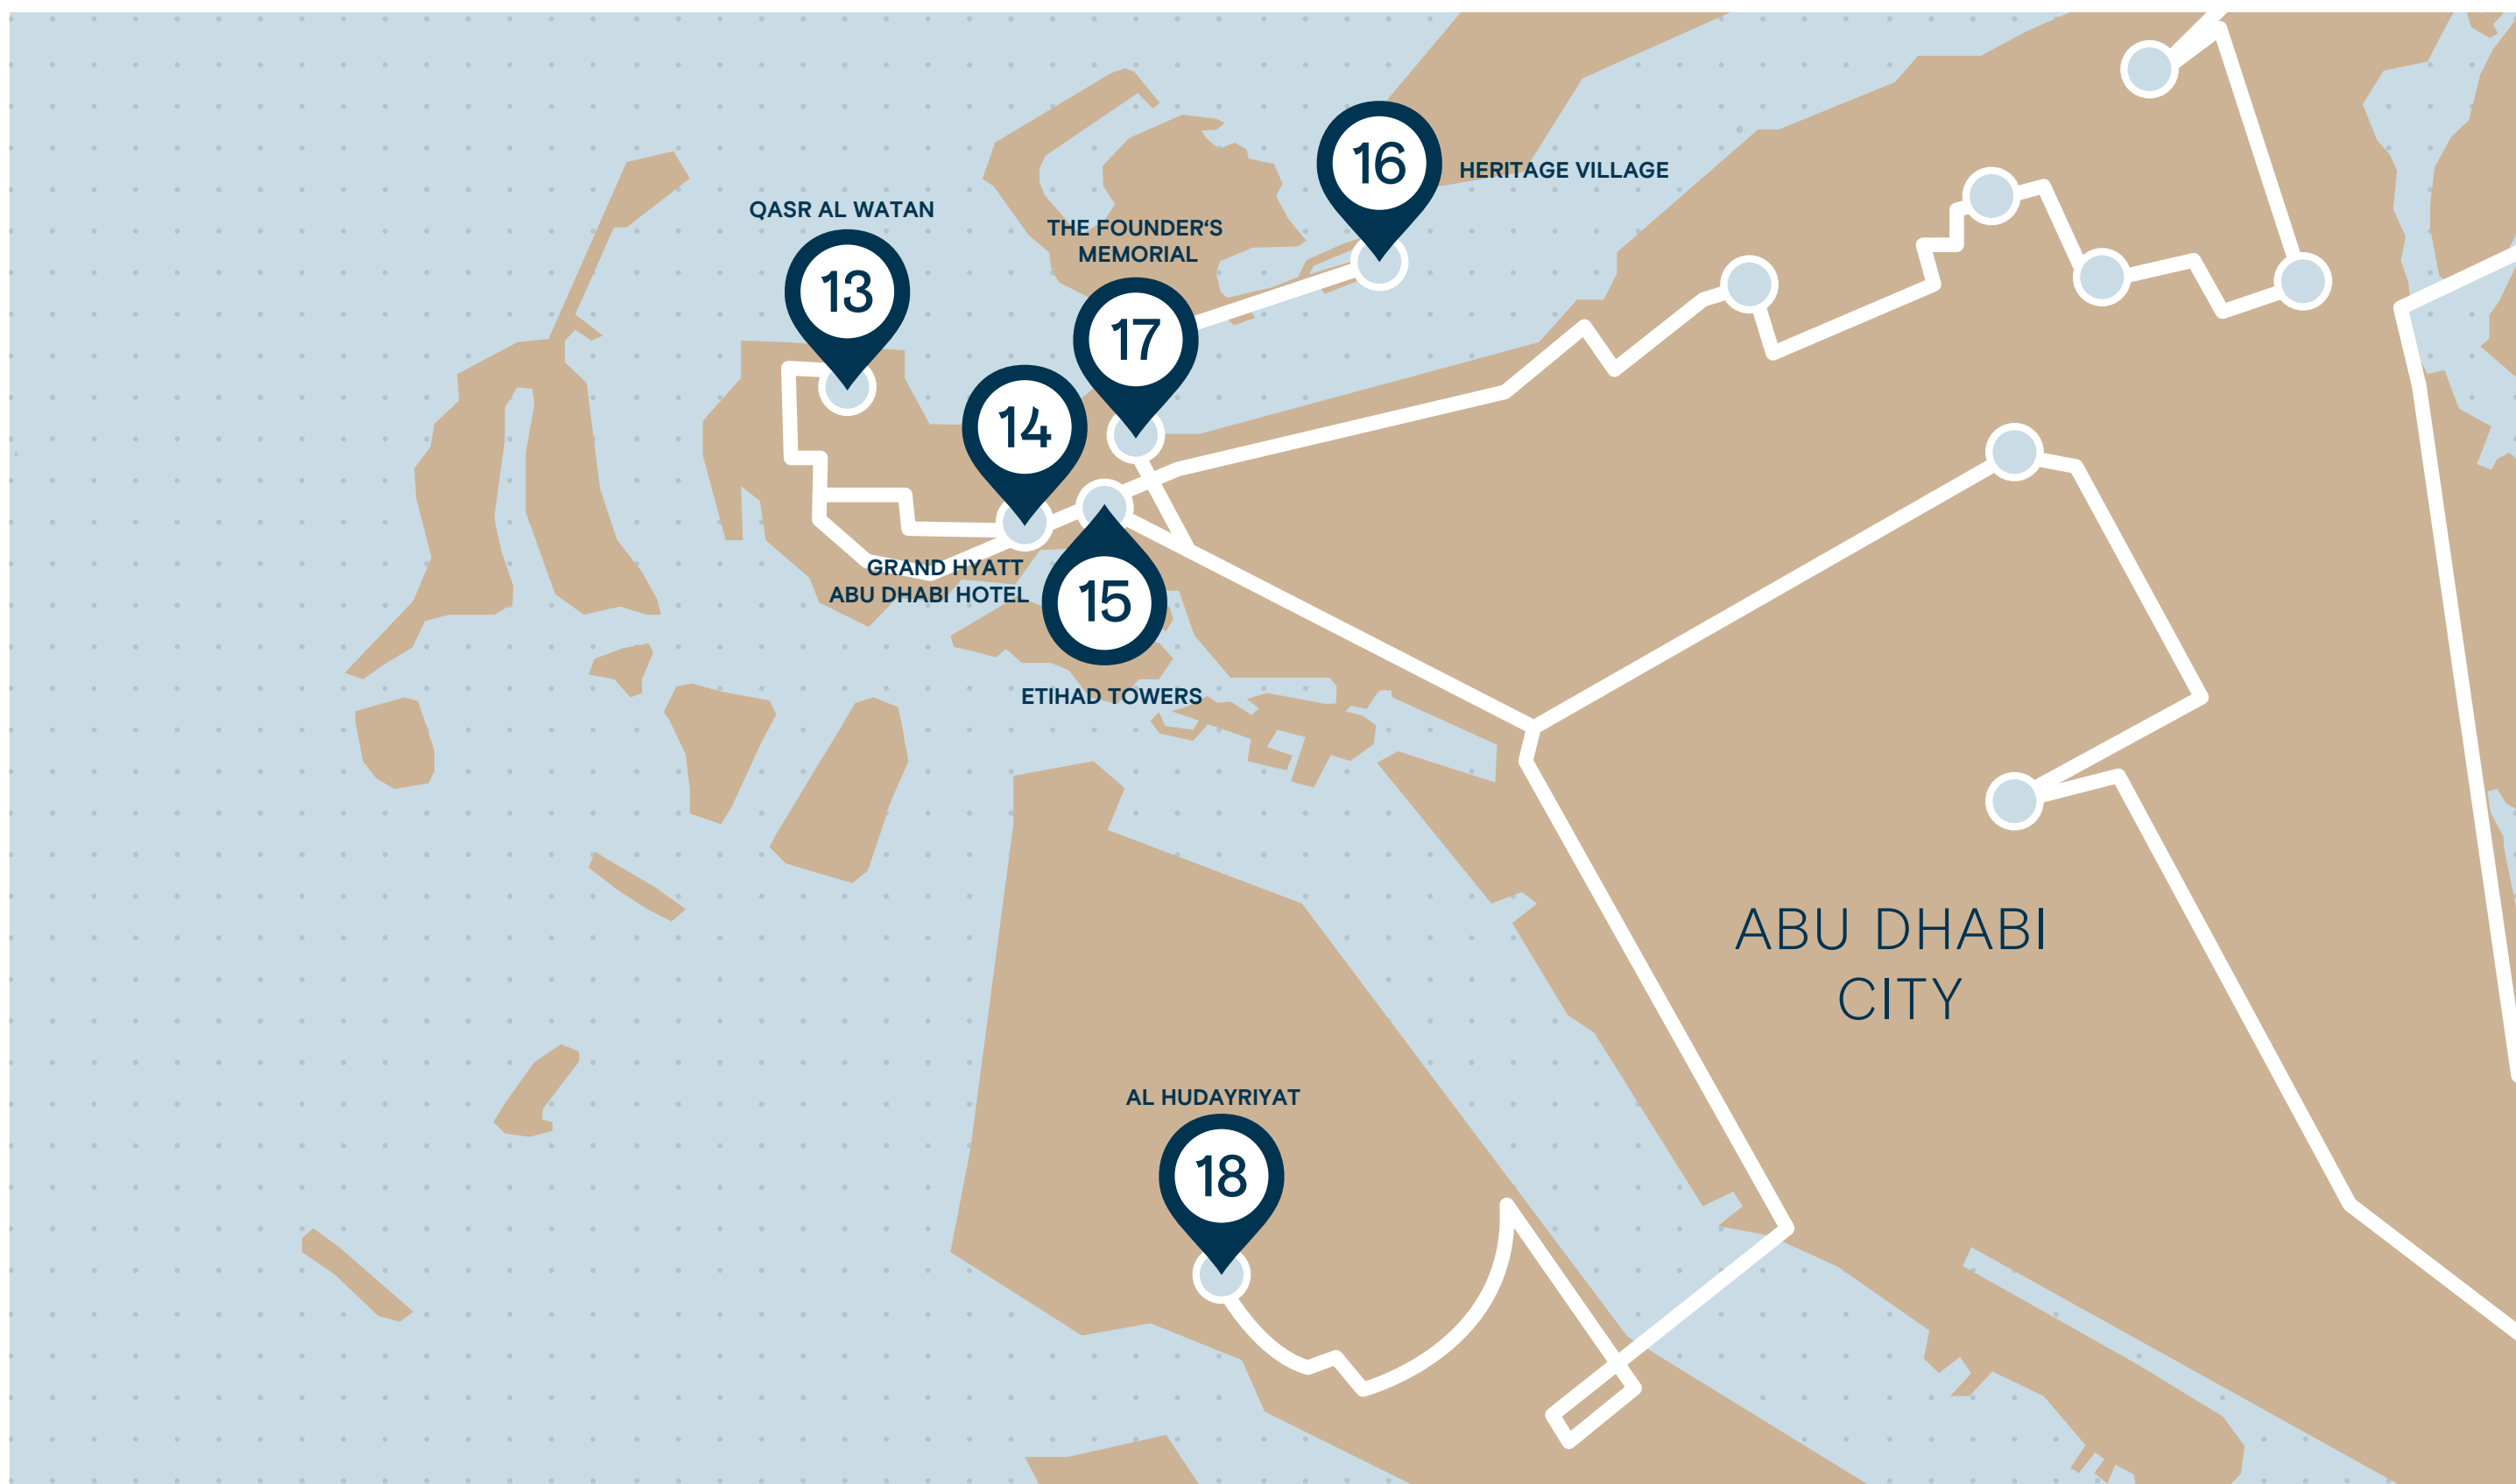 16
HERITAGE VILLAGE
QASR AL WATAN
13
THE FOUNDER‘S
MEMORIAL
17
14
GRAND HYATT
ABU DHABI HOTEL
15
ETIHAD TOWERS
ABU DHABI
CITY
AL HUDAYRIYAT
18